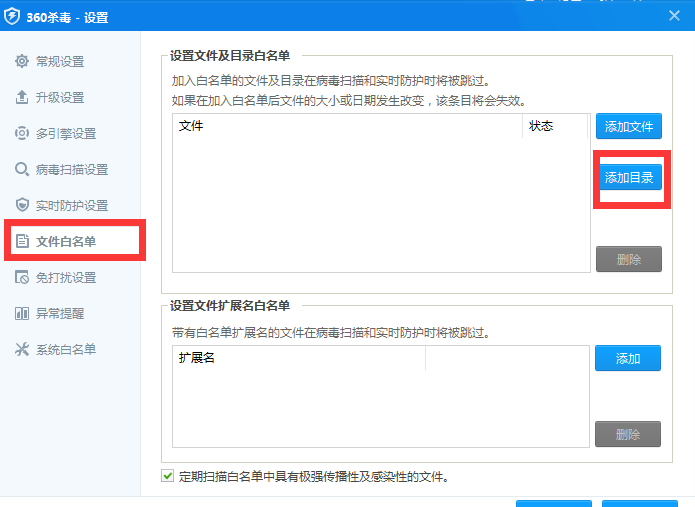 360杀毒 - 设置
常规设置
升级设置
多引擎设置
病毒扫描设置
实时防护设置
文件白名单
免打扰设置
异常提醒
系统白名单
设置文件及目录白名单
加入白名单的文件及目录在病毒扫描和实时防护时将被跳过。
如果在加入白名单后文件的大小或日期发生改变，该条目将会失效。
文件 状态
添加文件
添加目录
删除
设置文件扩展名白名单
带有白名单扩展名的文件在病毒扫描和实时防护时将被跳过。
扩展名
添加
删除
定期扫描白名单中具有极强传播性及感染性的文件。